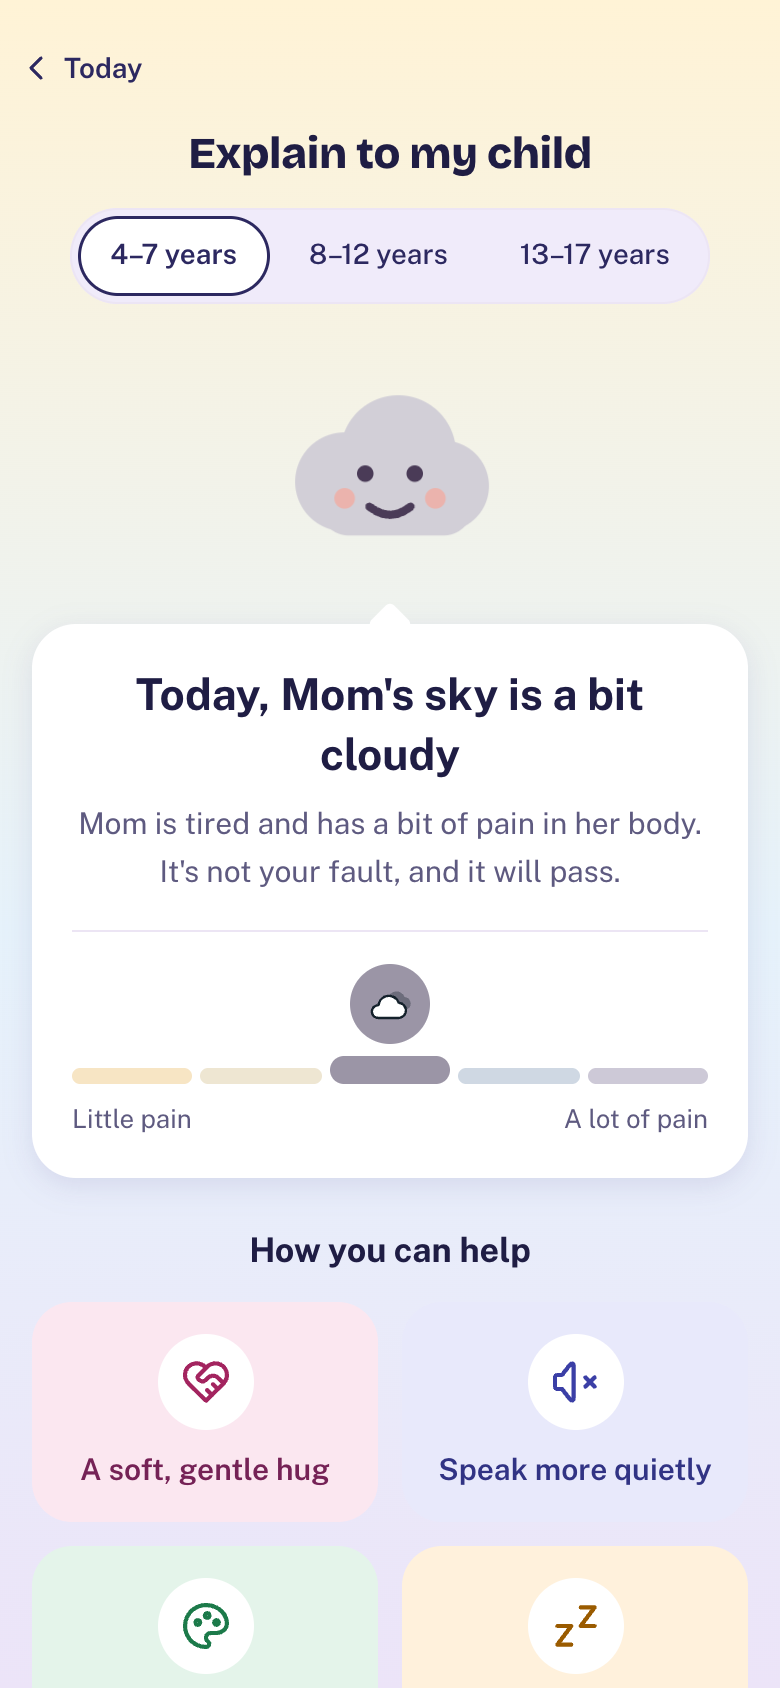 Today
Explain to my child
4–7 years
8–12 years
13–17 years
Today, Mom's sky is a bit
cloudy
Mom is tired and has a bit of pain in her body.
It's not your fault, and it will pass.
Little pain
A lot of pain
How you can help
A soft, gentle hug
Speak more quietly